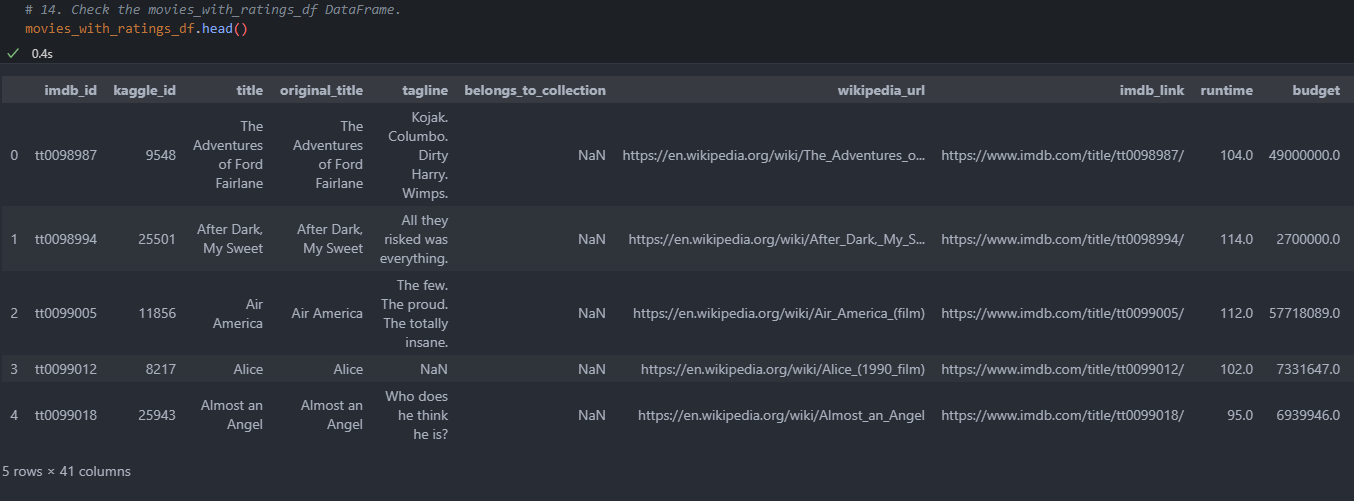 # 14. Check the movies_with_ratings_df DataFrame.
movies_with_ratings_df.head()
✓ 0.4s
imdb_id kaggle_id title original_title tagline belongs_to_collection wikipedia_url imdb_link runtime budget
0 tt0098987 9548 The Adventures of Ford Fairlane The Adventures of Ford Fairlane Kojak. Columbo. Dirty Harry. Wimps. NaN https://en.wikipedia.org/wiki/The_Adventures_o... https://www.imdb.com/title/tt0098987/ 104.0 49000000.0
1 tt0098994 25501 After Dark, My Sweet After Dark, My Sweet All they risked was everything. NaN https://en.wikipedia.org/wiki/After_Dark,_My_S... https://www.imdb.com/title/tt0098994/ 114.0 2700000.0
2 tt0099005 11856 Air America Air America The few. The proud. The totally insane. NaN https://en.wikipedia.org/wiki/Air_America_(film) https://www.imdb.com/title/tt0099005/ 112.0 57718089.0
3 tt0099012 8217 Alice Alice NaN NaN https://en.wikipedia.org/wiki/Alice_(1990_film) https://www.imdb.com/title/tt0099012/ 102.0 7331647.0
4 tt0099018 25943 Almost an Angel Almost an Angel Who does he think he is? NaN https://en.wikipedia.org/wiki/Almost_an_Angel https://www.imdb.com/title/tt0099018/ 95.0 6939946.0
5 rows × 41 columns